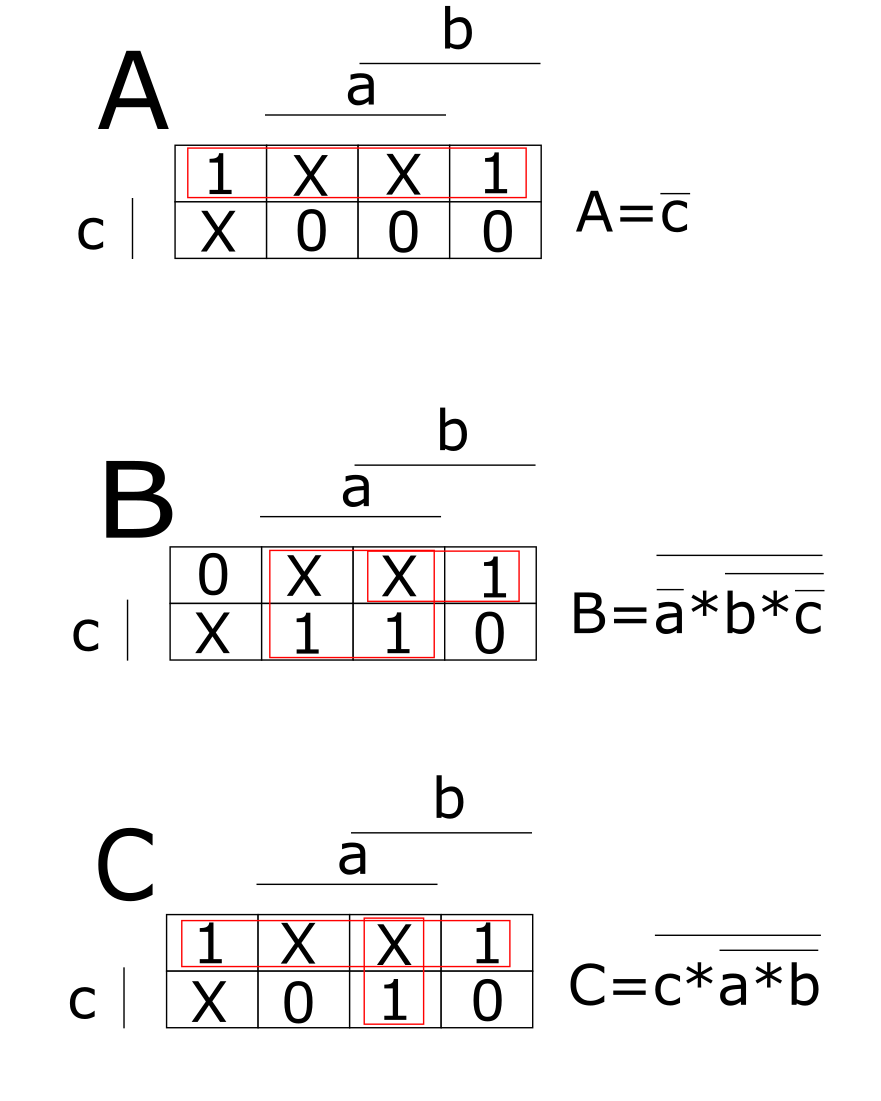 b
a
A
1 X X 1
c X 0 0 0
A=c̅
b
a
B
0 X X 1
c X 1 1 0
B=a̅*b*c̅
b
a
C
1 X X 1
c X 0 1 0
C=c*a*b